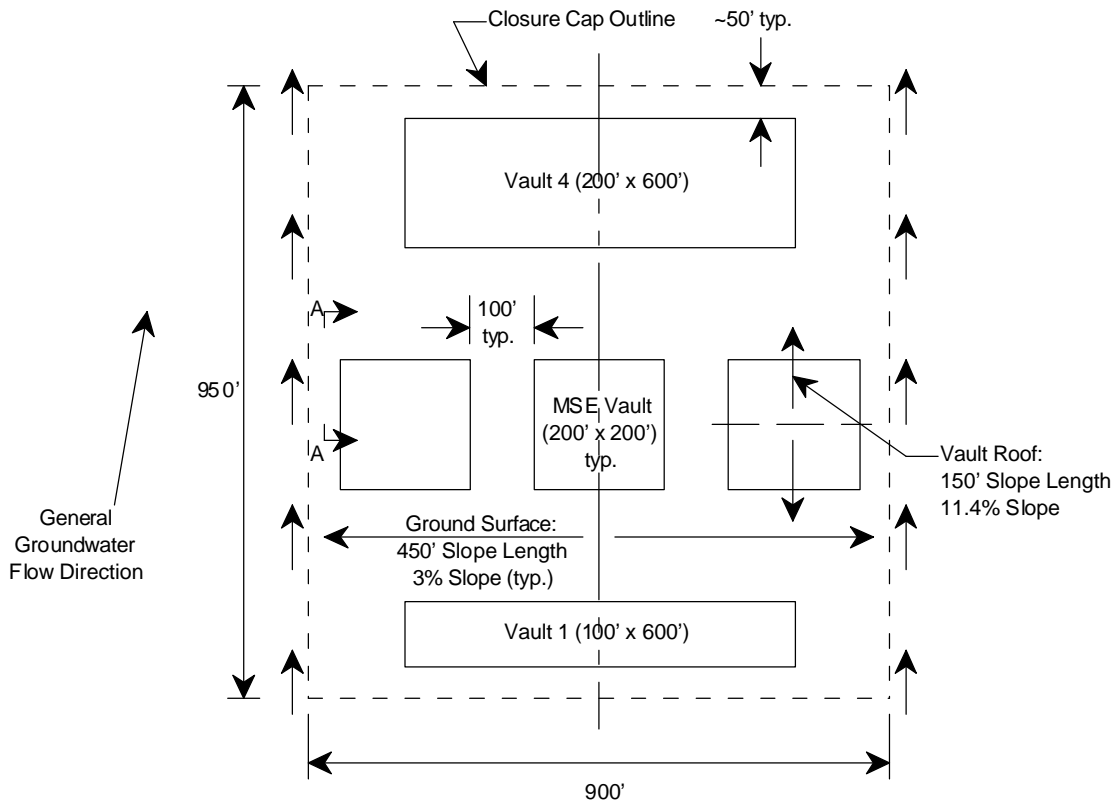 Closure Cap Outline
~50’ typ.
Vault 4 (200’ x 600’)
A
100’
typ.
950’
MSE Vault
(200’ x 200’)
typ.
A
Vault Roof:
150’ Slope Length
11.4% Slope
General
Groundwater
Flow Direction
Ground Surface:
450’ Slope Length
3% Slope (typ.)
Vault 1 (100’ x 600’)
900’